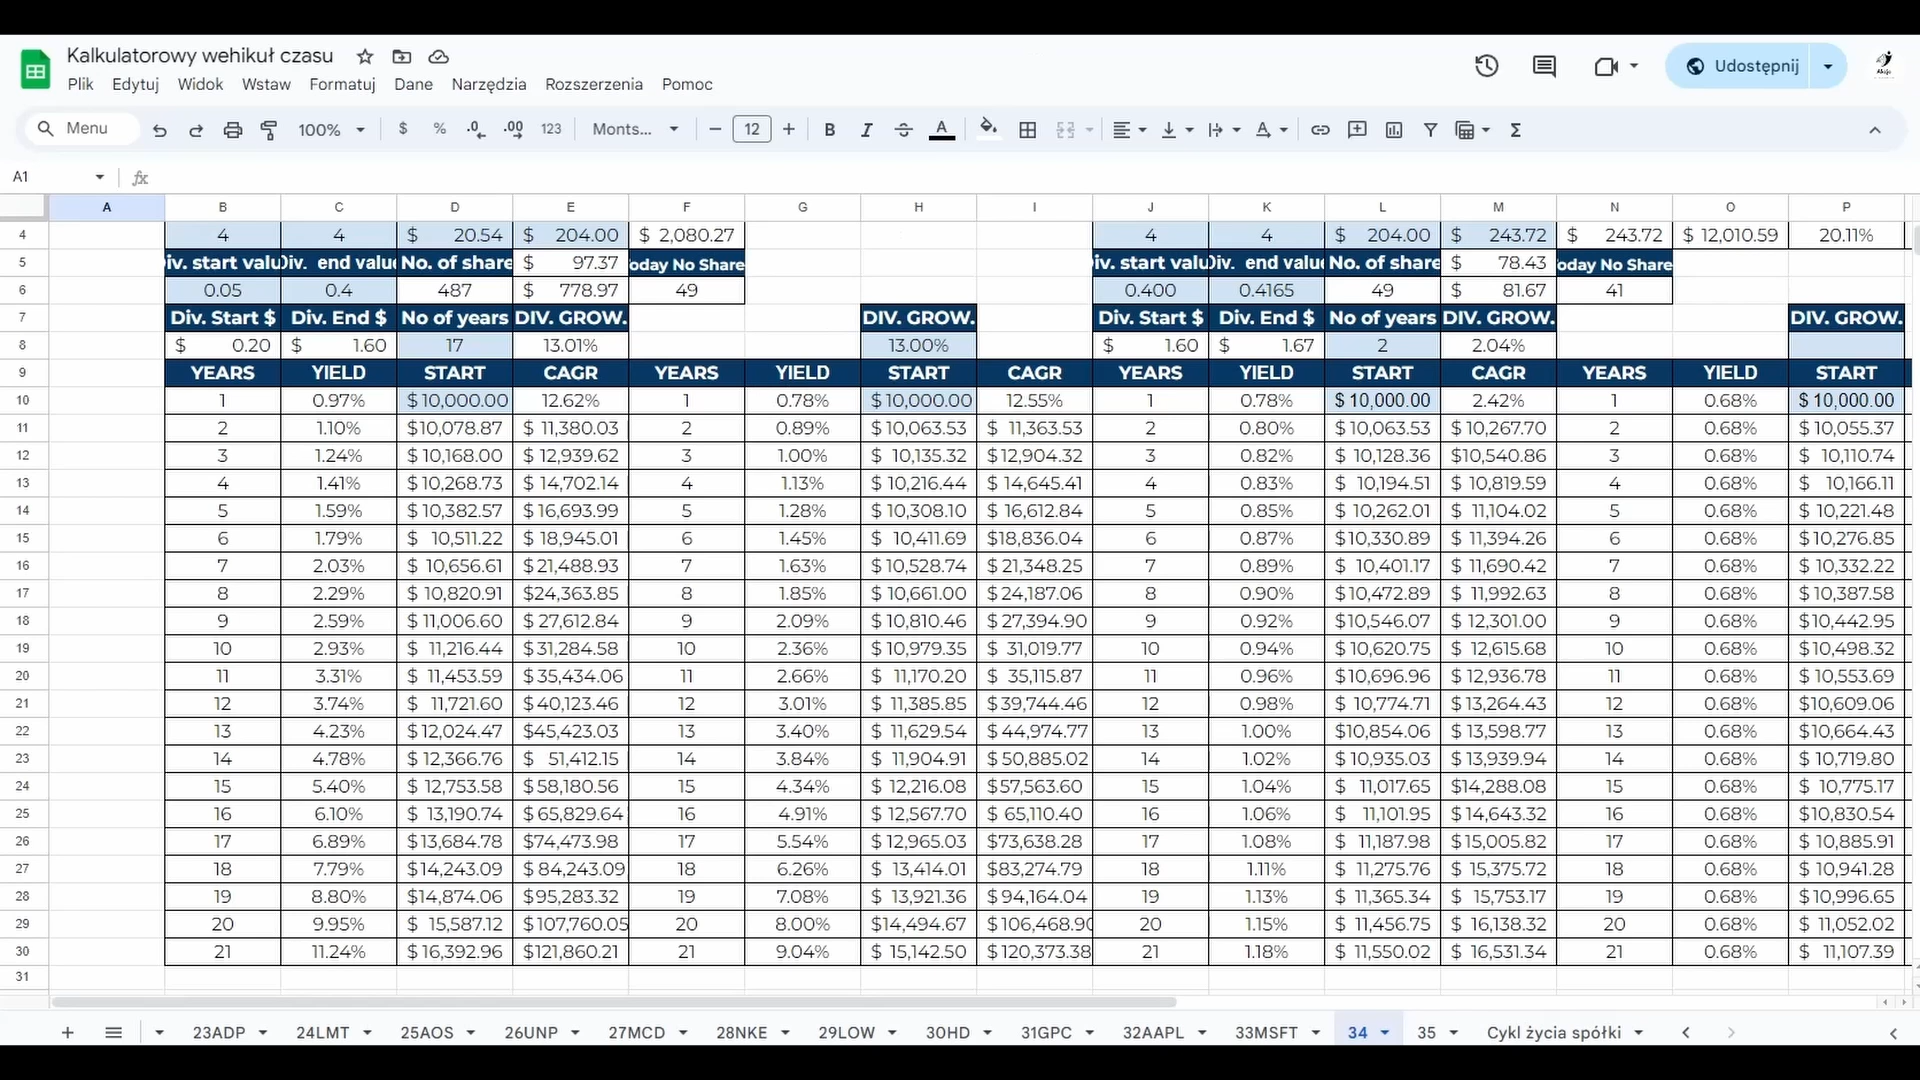 Kalkulatorowy wehikuł czasu
Plik Edytuj Widok Wstaw Formatuj Dane Narzędzia Rozszerzenia Pomoc
Udostępnij
Menu 100% $ % .0 .00 123 Monts... 12 B I S A
A1 fx
A B C D E F G H I J K L M N O P
4 4 4 $ 20.54 $ 204.00 $ 2,080.27 4 4 $ 204.00 $ 243.72 $ 243.72 $ 12,010.59 20.11%
5 iv. start valu Div. end value No. of share $ 97.37 oday No Share iv. start valu Div. end value No. of share $ 78.43 oday No Share
6 0.05 0.4 487 $ 778.97 49 0.400 0.4165 49 $ 81.67 41
7 Div. Start $ Div. End $ No of years DIV. GROW. DIV. GROW. Div. Start $ Div. End $ No of years DIV. GROW. DIV. GROW.
8 $ 0.20 $ 1.60 17 13.01% 13.00% $ 1.60 $ 1.67 2 2.04%
9 YEARS YIELD START CAGR YEARS YIELD START CAGR YEARS YIELD START CAGR YEARS YIELD START
10 1 0.97% $ 10,000.00 12.62% 1 0.78% $ 10,000.00 12.55% 1 0.78% $ 10,000.00 2.42% 1 0.68% $ 10,000.00
11 2 1.10% $10,078.87 $ 11,380.03 2 0.89% $ 10,063.53 $ 11,363.53 2 0.80% $ 10,063.53 $ 10,267.70 2 0.68% $ 10,055.37
12 3 1.24% $ 10,168.00 $ 12,939.62 3 1.00% $ 10,135.32 $ 12,904.32 3 0.82% $ 10,128.36 $10,540.86 3 0.68% $ 10,110.74
13 4 1.41% $ 10,268.73 $ 14,702.14 4 1.13% $ 10,216.44 $ 14,645.41 4 0.83% $ 10,194.51 $ 10,819.59 4 0.68% $ 10,166.11
14 5 1.59% $ 10,382.57 $ 16,693.99 5 1.28% $ 10,308.10 $ 16,612.84 5 0.85% $ 10,262.01 $ 11,104.02 5 0.68% $ 10,221.48
15 6 1.79% $ 10,511.22 $ 18,945.01 6 1.45% $ 10,411.69 $18,836.04 6 0.87% $10,330.89 $ 11,394.26 6 0.68% $ 10,276.85
16 7 2.03% $ 10,656.61 $21,488.93 7 1.63% $ 10,528.74 $ 21,348.25 7 0.89% $ 10,401.17 $ 11,690.42 7 0.68% $ 10,332.22
17 8 2.29% $ 10,820.91 $24,363.85 8 1.85% $ 10,661.00 $ 24,187.06 8 0.90% $ 10,472.89 $ 11,992.63 8 0.68% $ 10,387.58
18 9 2.59% $ 11,006.60 $ 27,612.84 9 2.09% $ 10,810.46 $ 27,394.90 9 0.92% $10,546.07 $ 12,301.00 9 0.68% $ 10,442.95
19 10 2.93% $ 11,216.44 $31,284.58 10 2.36% $ 10,979.35 $ 31,019.77 10 0.94% $ 10,620.75 $ 12,615.68 10 0.68% $ 10,498.32
20 11 3.31% $ 11,453.59 $ 35,434.06 11 2.66% $ 11,170.20 $ 35,115.87 11 0.96% $10,696.96 $ 12,936.78 11 0.68% $ 10,553.69
21 12 3.74% $ 11,721.60 $40,123.46 12 3.01% $ 11,385.85 $39,744.46 12 0.98% $ 10,774.71 $ 13,264.43 12 0.68% $10,609.06
22 13 4.23% $ 12,024.47 $45,423.03 13 3.40% $ 11,629.54 $ 44,974.77 13 1.00% $10,854.06 $ 13,598.77 13 0.68% $10,664.43
23 14 4.78% $ 12,366.76 $ 51,412.15 14 3.84% $ 11,904.91 $ 50,885.02 14 1.02% $ 10,935.03 $ 13,939.94 14 0.68% $ 10,719.80
24 15 5.40% $ 12,753.58 $ 58,180.56 15 4.34% $ 12,216.08 $57,563.60 15 1.04% $ 11,017.65 $14,288.08 15 0.68% $ 10,775.17
25 16 6.10% $ 13,190.74 $ 65,829.64 16 4.91% $ 12,567.70 $ 65,110.40 16 1.06% $ 11,101.95 $ 14,643.32 16 0.68% $10,830.54
26 17 6.89% $ 13,684.78 $74,473.98 17 5.54% $ 12,965.03 $73,638.28 17 1.08% $ 11,187.98 $ 15,005.82 17 0.68% $ 10,885.91
27 18 7.79% $ 14,243.09 $ 84,243.09 18 6.26% $ 13,414.01 $83,274.79 18 1.11% $ 11,275.76 $ 15,375.72 18 0.68% $ 10,941.28
28 19 8.80% $14,874.06 $95,283.32 19 7.08% $ 13,921.36 $ 94,164.04 19 1.13% $ 11,365.34 $ 15,753.17 19 0.68% $ 10,996.65
29 20 9.95% $ 15,587.12 $107,760.05 20 8.00% $14,494.67 $ 106,468.90 20 1.15% $ 11,456.75 $ 16,138.32 20 0.68% $ 11,052.02
30 21 11.24% $ 16,392.96 $121,860.21 21 9.04% $ 15,142.50 $ 120,373.38 21 1.18% $ 11,550.02 $ 16,531.34 21 0.68% $ 11,107.39
31
23ADP 24LMT 25AOS 26UNP 27MCD 28NKE 29LOW 30HD 31GPC 32AAPL 33MSFT 34 35 Cykl życia spółki